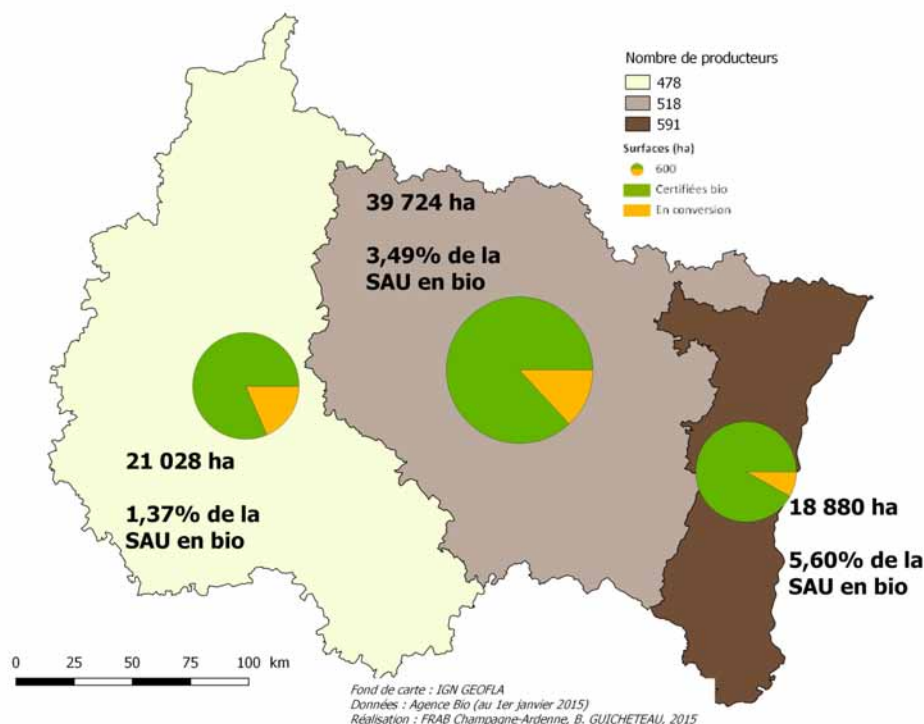 Nombre de producteurs
478
518
591
Surfaces (ha)
600
Certifiées bio
En conversion
39 724 ha
3,49% de la
SAU en bio
21 028 ha
1,37% de la
SAU en bio
18 880 ha
5,60% de la
SAU en bio
0 25 50 75 100 km
Fond de carte : IGN GEOFLA
Données : Agence Bio (au 1er janvier 2015)
Réalisation : FRAB Champagne-Ardenne, B. GUICHETEAU, 2015